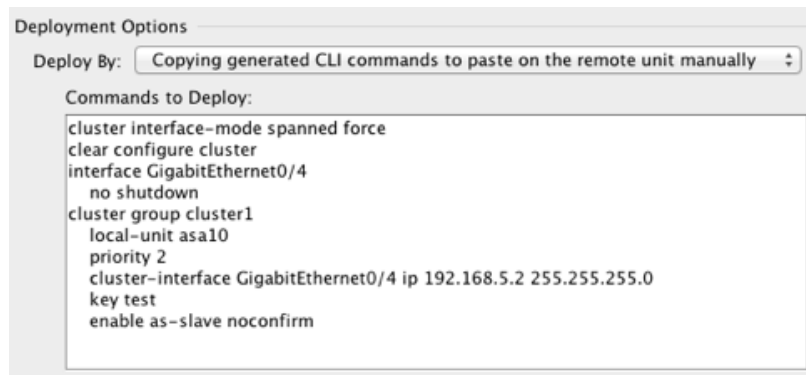 Deployment Options
Deploy By: Copying generated CLI commands to paste on the remote unit manually
Commands to Deploy:
cluster interface-mode spanned force
clear configure cluster
interface GigabitEthernet0/4
no shutdown
cluster group cluster1
local-unit asa10
priority 2
cluster-interface GigabitEthernet0/4 ip 192.168.5.2 255.255.255.0
key test
enable as-slave noconfirm